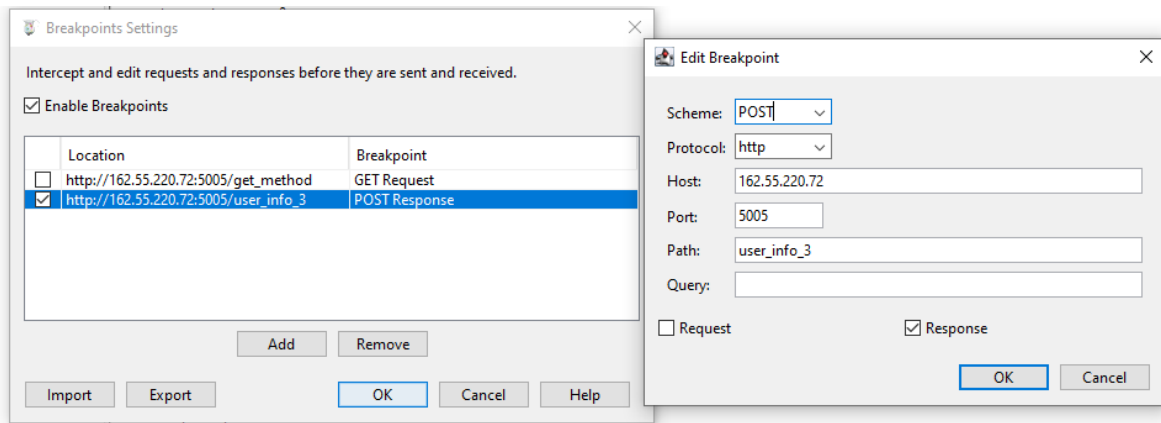 Breakpoints Settings
Intercept and edit requests and responses before they are sent and received.
Enable Breakpoints
Location Breakpoint
http://162.55.220.72:5005/get_method GET Request
http://162.55.220.72:5005/user_info_3 POST Response
Add Remove
Import Export OK Cancel Help
Edit Breakpoint
Scheme: POST
Protocol: http
Host: 162.55.220.72
Port: 5005
Path: user_info_3
Query:
Request Response
OK Cancel